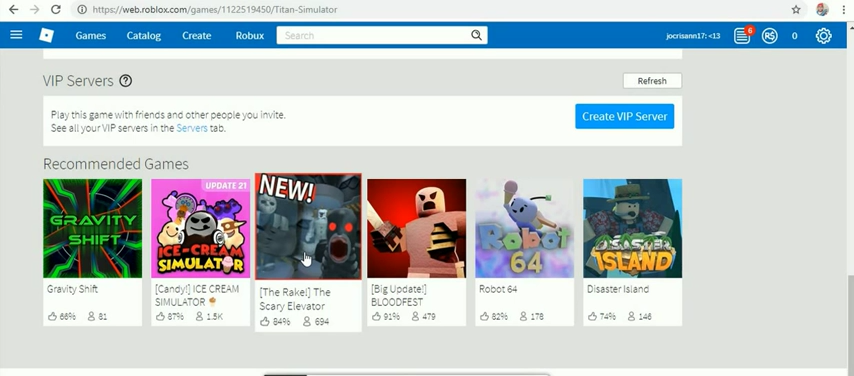 https://web.roblox.com/games/1122519450/Titan-Simulator
Games Catalog Create Robux Search jocrisann17: <13 6 R$ 0
VIP Servers ? Refresh
Play this game with friends and other people you invite.
See all your VIP servers in the Servers tab.
Create VIP Server
Recommended Games
GRAVITY SHIFT
UPDATE 21
ICE-CREAM SIMULATOR
NEW!
Robot 64
DISASTER ISLAND
Gravity Shift
66% 81
[Candy!] ICE CREAM
SIMULATOR 🍦
87% 1.5K
[The Rake!] The
Scary Elevator
84% 694
[Big Update!]
BLOODFEST
91% 479
Robot 64
82% 178
Disaster Island
74% 146